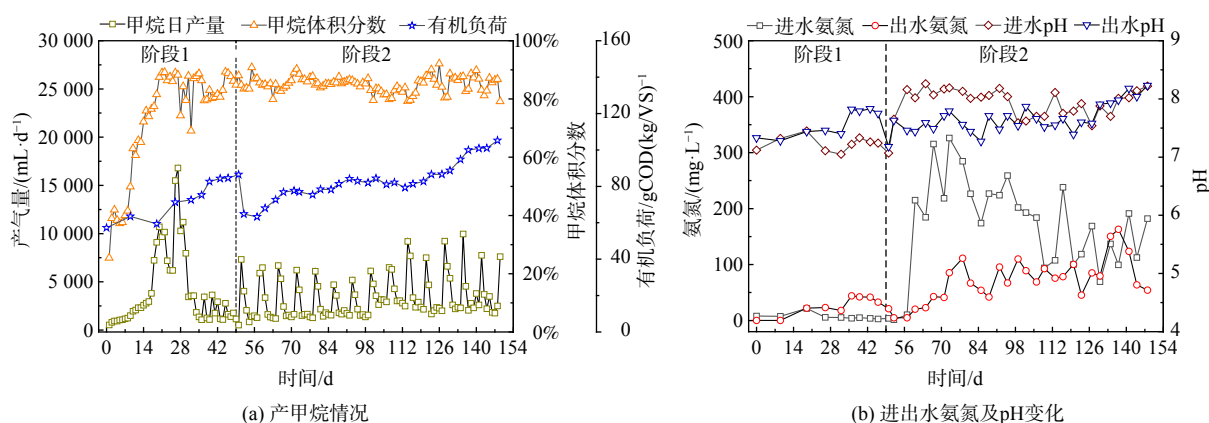 甲烷日产量 甲烷体积分数 有机负荷
30 000
25 000
20 000
15 000
10 000
5 000
0
产气量/(mL·d⁻¹)
阶段1 阶段2
100%
80%
60%
40%
20%
0%
甲烷体积分数
160
120
80
40
0
有机负荷/gCOD(kg/VS)⁻¹
0 14 28 42 56 70 84 98 112 126 140 154
时间/d
(a) 产甲烷情况
进水氨氮 出水氨氮 进水pH 出水pH
500
400
300
200
100
0
氨氮/(mg·L⁻¹)
阶段1 阶段2
9
8
7
6
5
4
pH
0 14 28 42 56 70 84 98 112 126 140 154
时间/d
(b) 进出水氨氮及pH变化